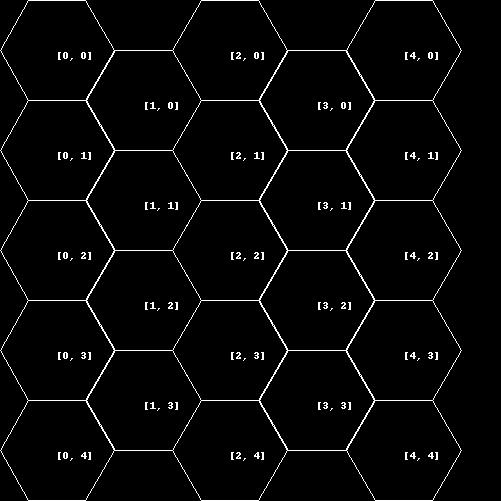 [0, 0] [2, 0] [4, 0]
[1, 0] [3, 0]
[0, 1] [2, 1] [4, 1]
[1, 1] [3, 1]
[0, 2] [2, 2] [4, 2]
[1, 2] [3, 2]
[0, 3] [2, 3] [4, 3]
[1, 3] [3, 3]
[0, 4] [2, 4] [4, 4]